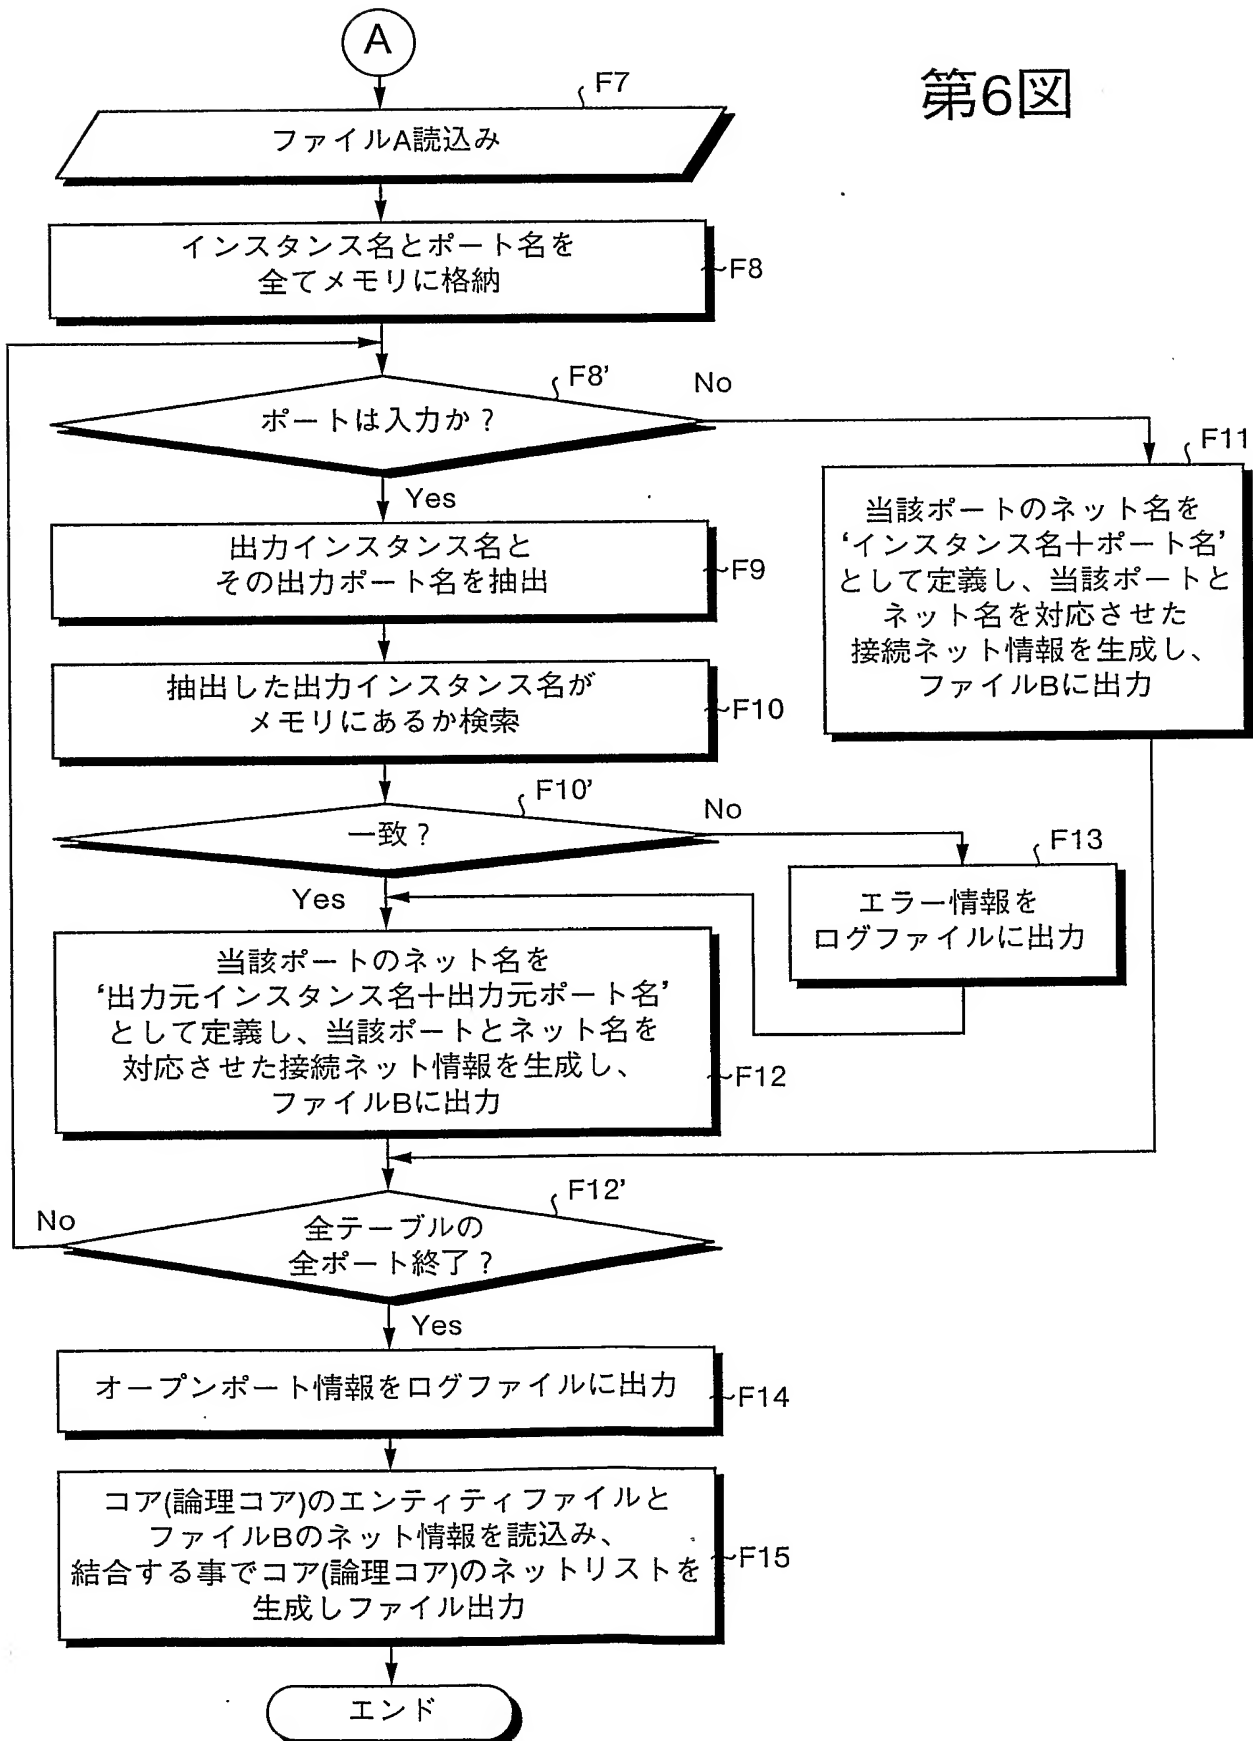 第6図
A
F7
ファイルA読込み
インスタンス名とポート名を
全てメモリに格納
F8
F8'
No
ポートは入力か?
Yes
F11
当該ポートのネット名を
‘インスタンス名+ポート名’
として定義し、当該ポートと
ネット名を対応させた
接続ネット情報を生成し、
ファイルBに出力
出力インスタンス名と
その出力ポート名を抽出
F9
抽出した出力インスタンス名が
メモリにあるか検索
F10
F10'
No
一致?
Yes
F13
エラー情報を
ログファイルに出力
当該ポートのネット名を
‘出力元インスタンス名+出力元ポート名’
として定義し、当該ポートとネット名を
対応させた接続ネット情報を生成し、
ファイルBに出力
F12
F12'
No
全テーブルの
全ポート終了?
Yes
オープンポート情報をログファイルに出力
F14
コア(論理コア)のエンティティファイルと
ファイルBのネット情報を読込み、
結合する事でコア(論理コア)のネットリストを
生成しファイル出力
F15
エンド